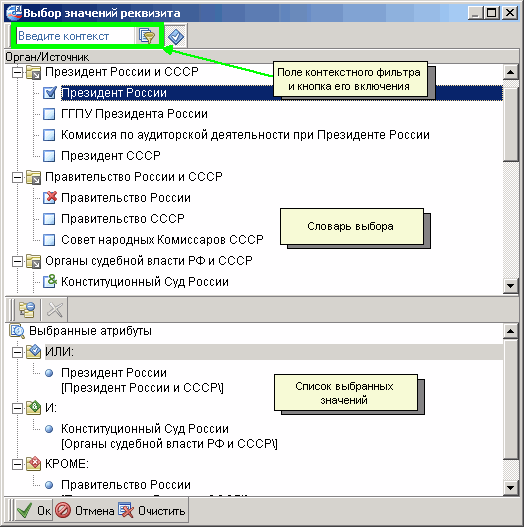 Выбор значений реквизита
Введите контекст
Орган/Источник
Поле контекстного фильтра
и кнопка его включения
Президент России и СССР
Президент России
ГГПУ Президента России
Комиссия по аудиторской деятельности при Президенте России
Президент СССР
Правительство России и СССР
Правительство России
Правительство СССР
Совет народных Комиссаров СССР
Словарь выбора
Органы судебной власти РФ и СССР
Конституционный Суд России
Выбранные атрибуты
ИЛИ:
Президент России
[Президент России и СССР\]
Список выбранных
значений
И:
Конституционный Суд России
[Органы судебной власти РФ и СССР\]
КРОМЕ:
Правительство России
Ок
Отмена
Очистить